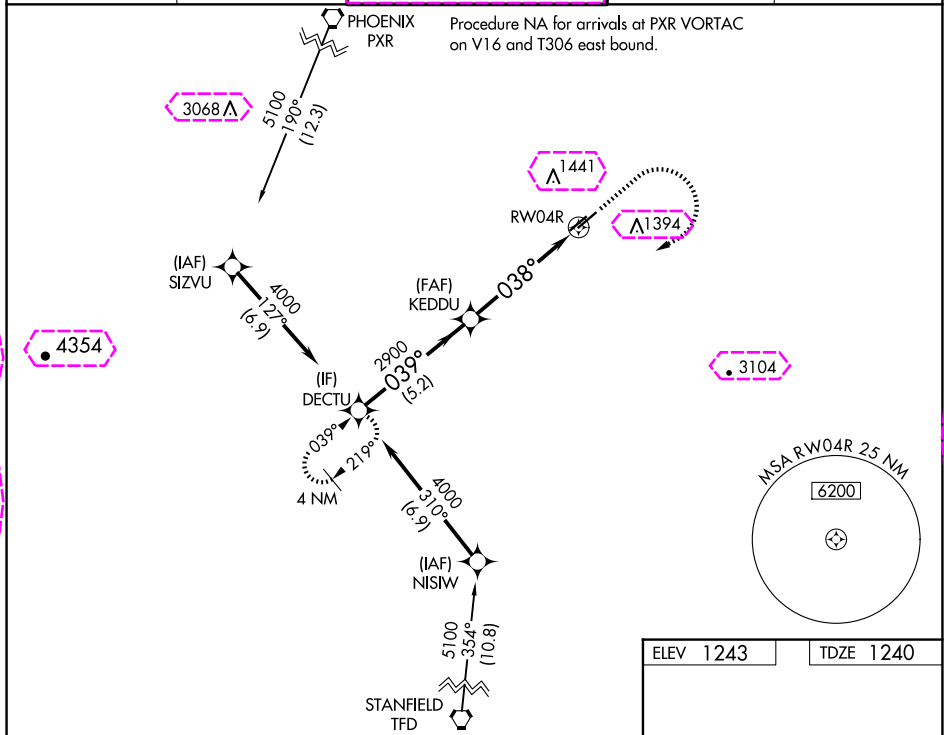 PHOENIX
PXR
Procedure NA for arrivals at PXR VORTAC
on V16 and T306 east bound.
3068
5100
190°
(12.3)
1441
RW04R
1394
(IAF)
SIZVU
4000
127°
(6.9)
(FAF)
KEDDU
038°
4354
2900
039°
(5.2)
3104
(IF)
DECTU
039°
219°
4 NM
4000
310°
(6.9)
MSA RW04R 25 NM
6200
(IAF)
NISIW
5100
354°
(10.8)
ELEV 1243
TDZE 1240
STANFIELD
TFD